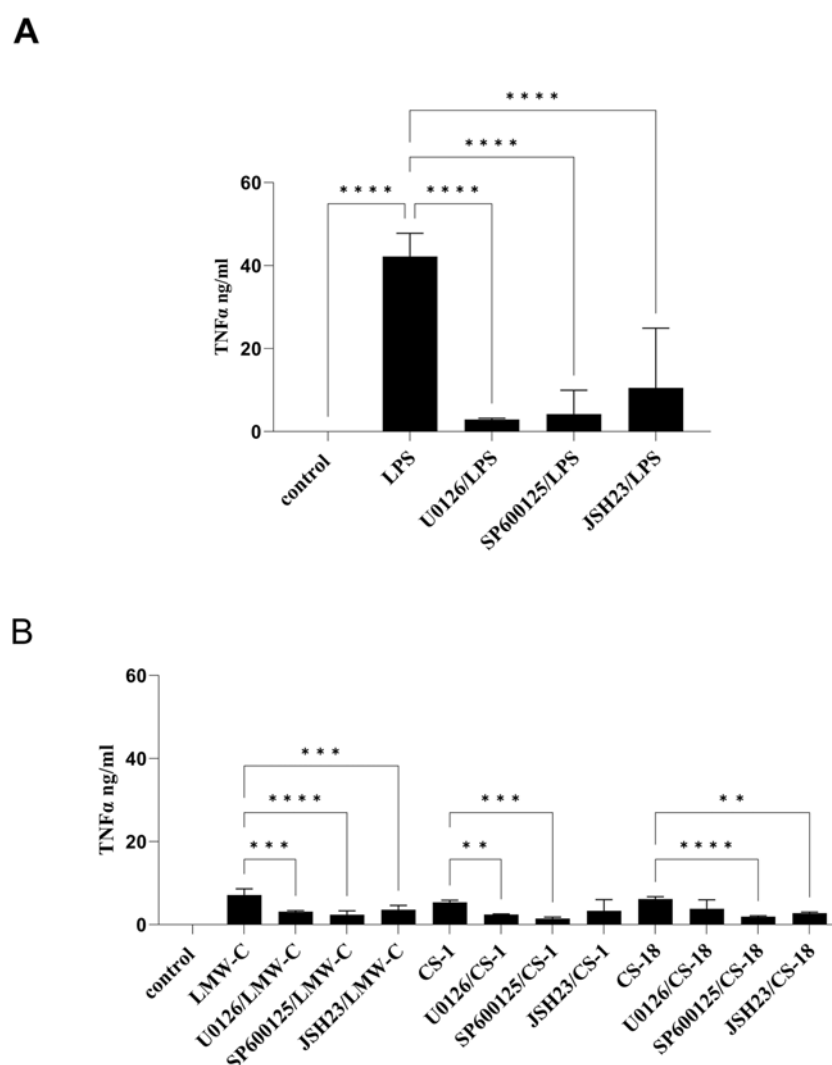 A
* * * *
* * * *
* * * * * * * *
60
40
20
0
TNFα ng/ml
control
LPS
U0126/LPS
SP600125/LPS
JSH23/LPS
B
60
40
20
0
TNFα ng/ml
* * *
* * * * * * * * *
* * * * * * * * *
control
LMW-C
U0126/LMW-C
SP600125/LMW-C
JSH23/LMW-C
CS-1
U0126/CS-1
SP600125/CS-1
JSH23/CS-1
CS-18
U0126/CS-18
SP600125/CS-18
JSH23/CS-18